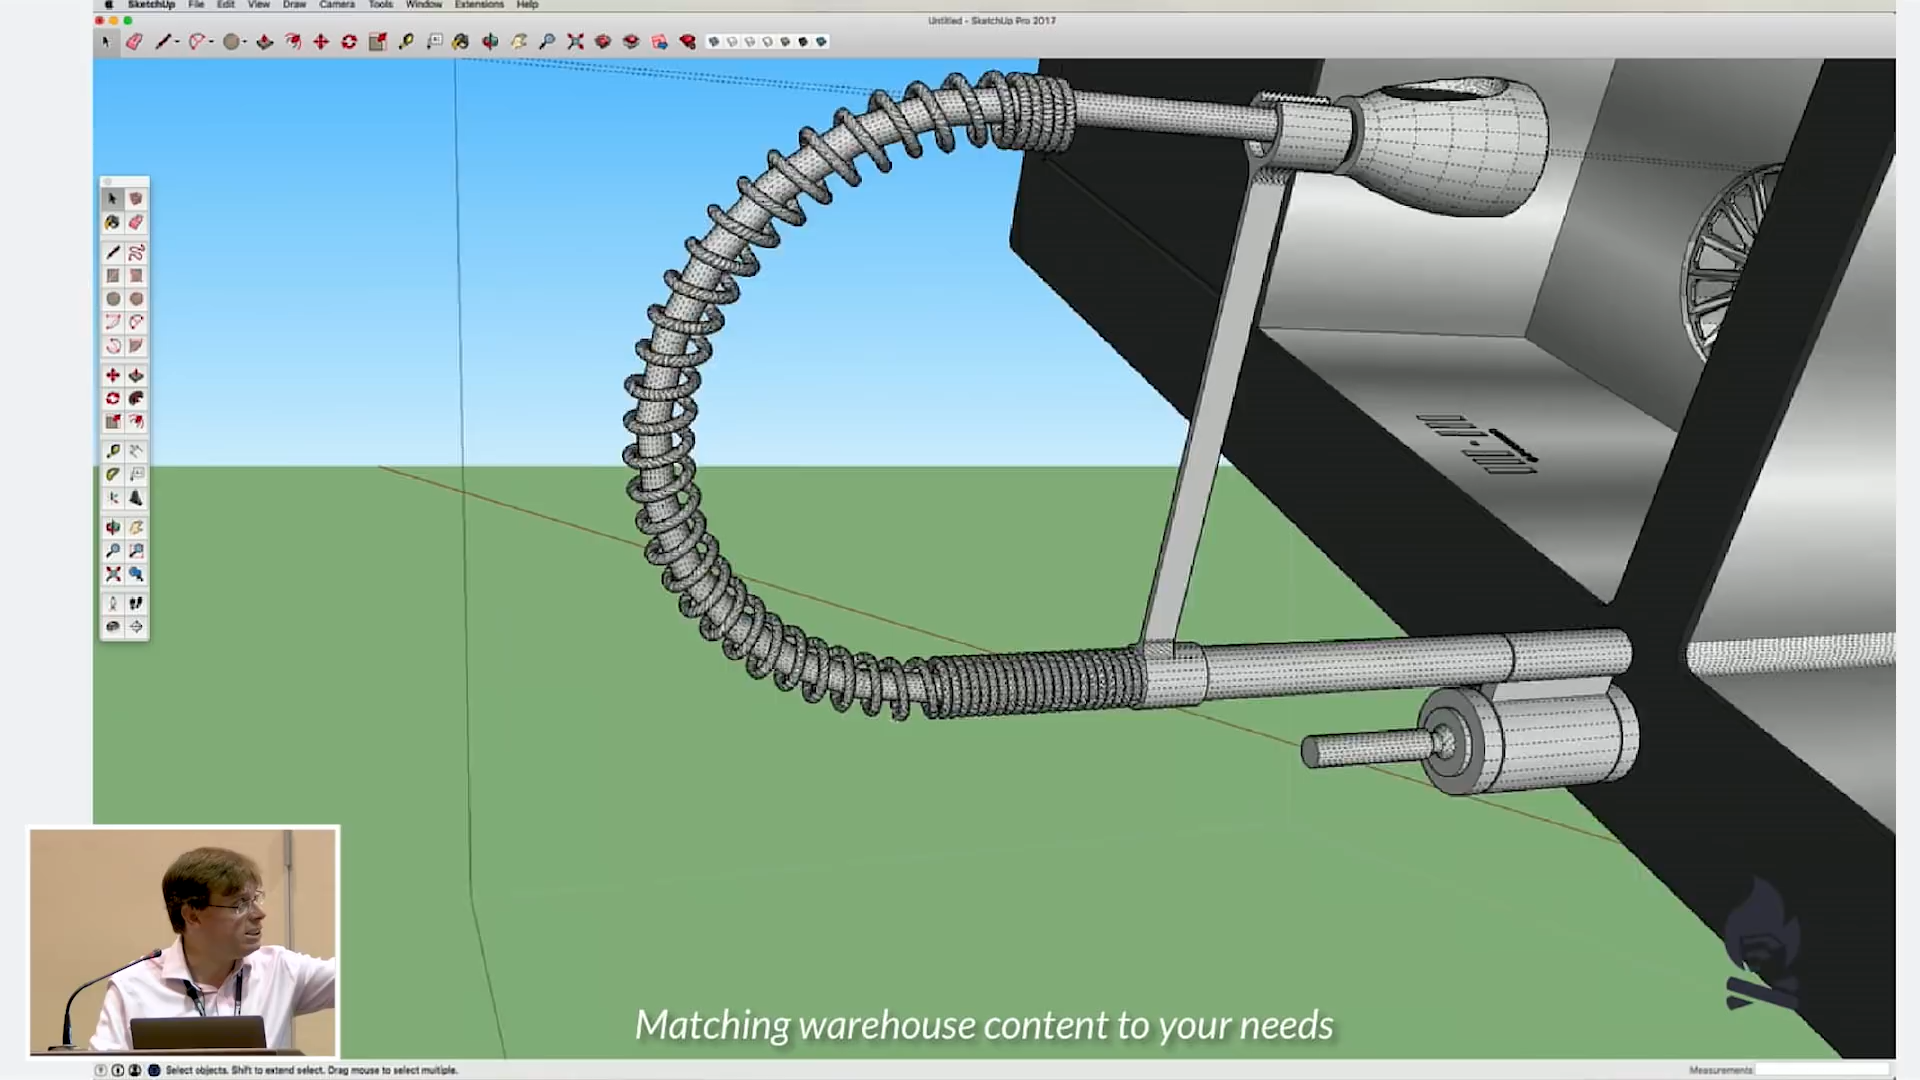 SketchUp File Edit View Draw Camera Tools Window Extensions Help
Untitled - SketchUp Pro 2017
Matching warehouse content to your needs
Select objects. Shift to extend select. Drag mouse to select multiple.
Measurements